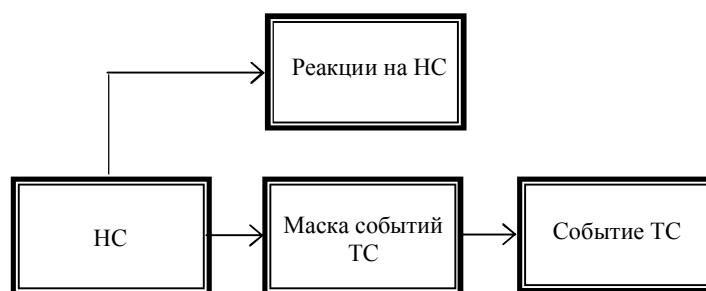 Реакции на НС
НС
Маска событий
ТС
Событие ТС